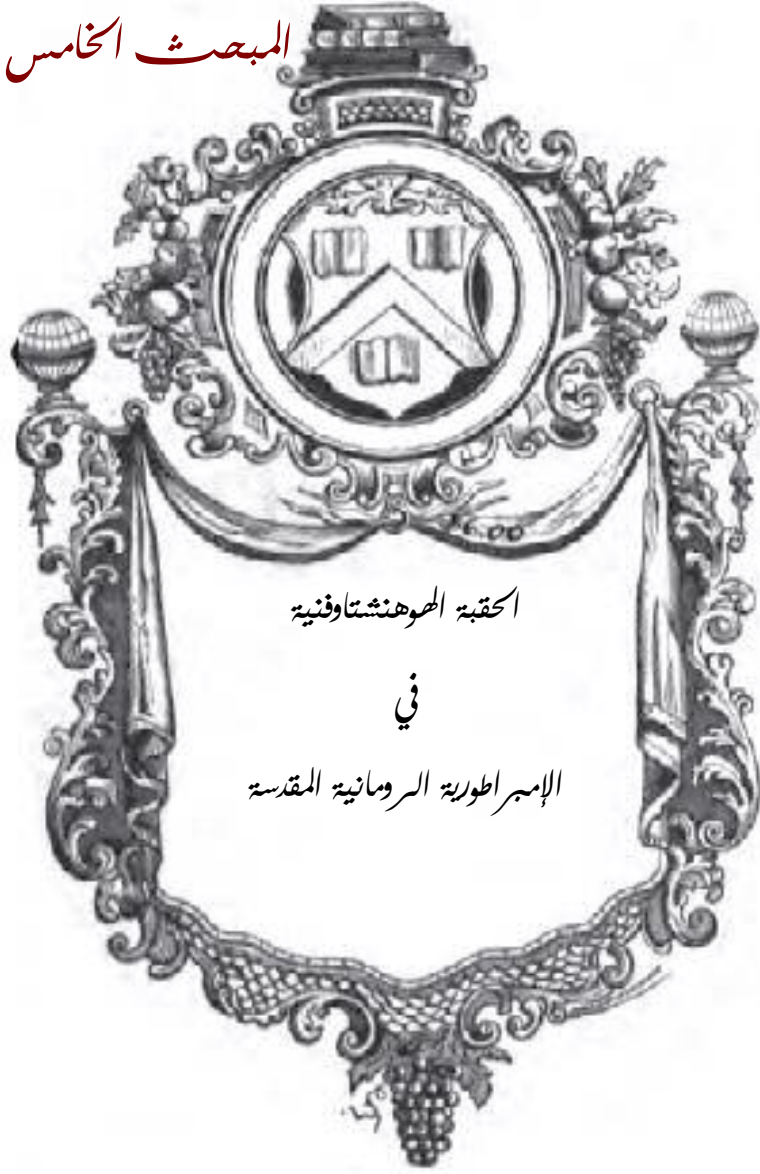 المبحث الخامس
الحقبة الهوهنشتاوفنية
في
الإمبراطورية الرومانية المقدسة